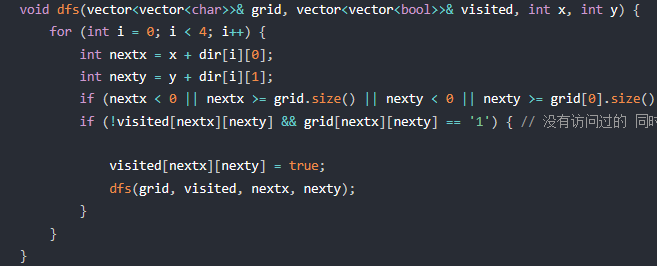 void dfs(vector<vector<char>>& grid, vector<vector<bool>>& visited, int x, int y) {
    for (int i = 0; i < 4; i++) {
        int nextx = x + dir[i][0];
        int nexty = y + dir[i][1];
        if (nextx < 0 || nextx >= grid.size() || nexty < 0 || nexty >= grid[0].size()
        if (!visited[nextx][nexty] && grid[nextx][nexty] == '1') { // 没有访问过的 同时
            visited[nextx][nexty] = true;
            dfs(grid, visited, nextx, nexty);
        }
    }
}